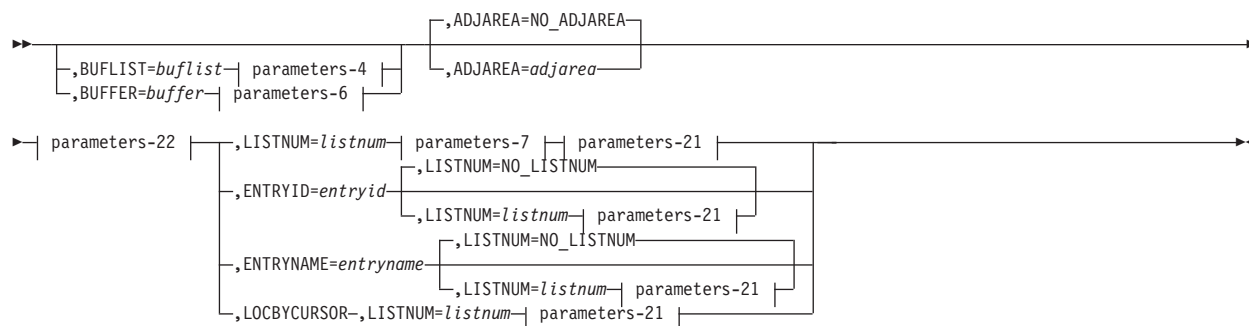 ,ADJAREA=NO_ADJAREA
,BUFLIST=buflist parameters-4 ,ADJAREA=adjarea
,BUFFER=buffer parameters-6
parameters-22 ,LISTNUM=listnum parameters-7 parameters-21
,LISTNUM=NO_LISTNUM
,ENTRYID=entryid
,LISTNUM=listnum parameters-21
,LISTNUM=NO_LISTNUM
,ENTRYNAME=entryname
,LISTNUM=listnum parameters-21
,LOCBYCURSOR ,LISTNUM=listnum parameters-21